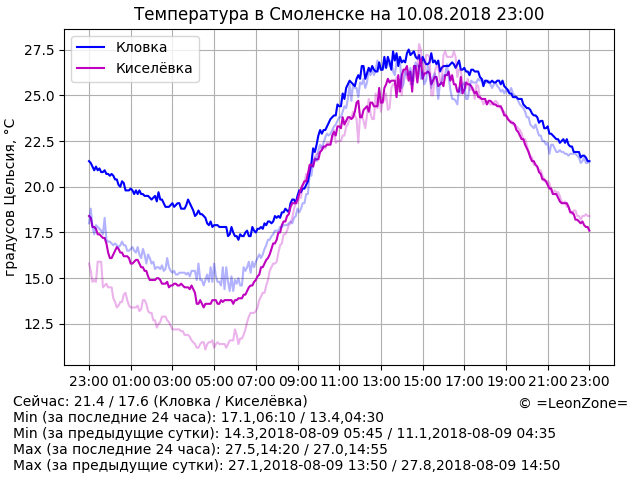 Температура в Смоленске на 10.08.2018 23:00
градусов Цельсия, °C
27.5
25.0
22.5
20.0
17.5
15.0
12.5
Кловка
Киселёвка
23:00 01:00 03:00 05:00 07:00 09:00 11:00 13:00 15:00 17:00 19:00 21:00 23:00
Сейчас: 21.4 / 17.6 (Кловка / Киселёвка)
© =LeonZone=
Min (за последние 24 часа): 17.1,06:10 / 13.4,04:30
Min (за предыдущие сутки): 14.3,2018-08-09 05:45 / 11.1,2018-08-09 04:35
Max (за последние 24 часа): 27.5,14:20 / 27.0,14:55
Max (за предыдущие сутки): 27.1,2018-08-09 13:50 / 27.8,2018-08-09 14:50